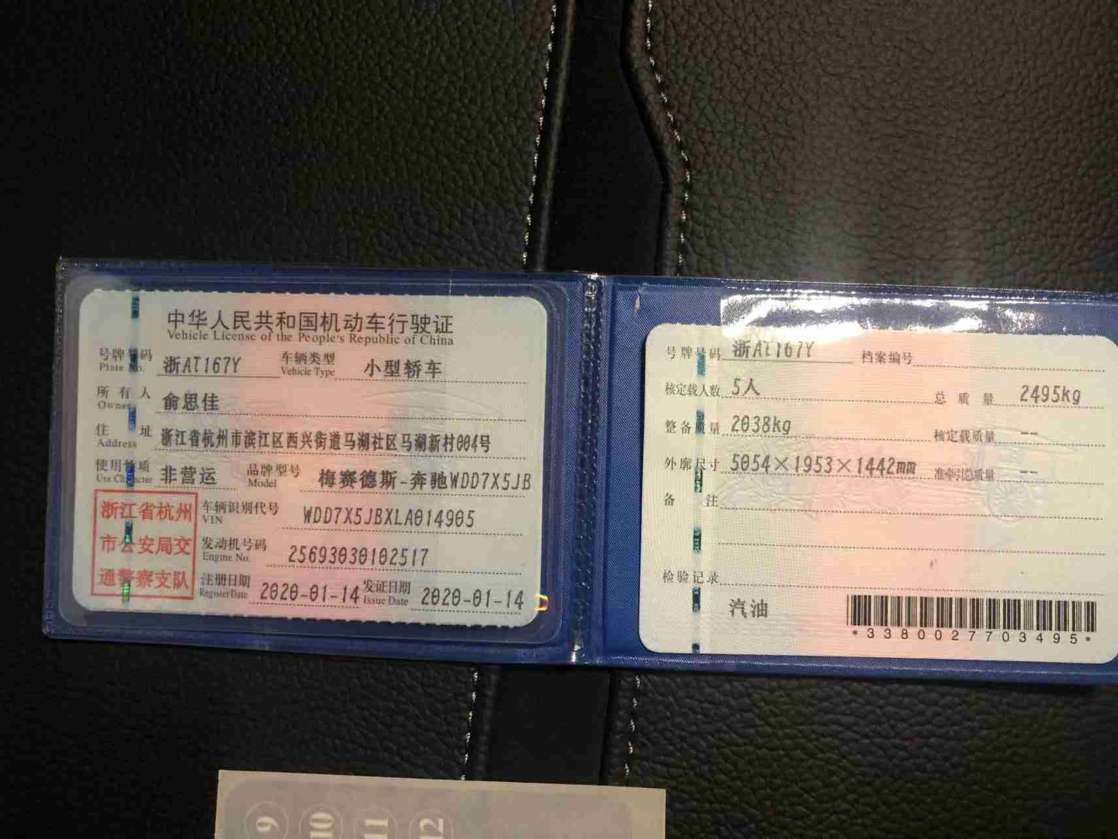 中华人民共和国机动车行驶证
Vehicle License of the People's Republic of China
号牌号码 浙AT167Y 车辆类型 小型轿车
Plate No. Vehicle Type
所有人 俞思佳
Owner
住址 浙江省杭州市滨江区西兴街道马湖社区马湖新村004号
Address
使用性质 非营运 品牌型号 梅赛德斯-奔驰WDD7X5JB
Use Character Model
浙江省杭州
市公安局交
通警察支队
车辆识别代号 WDD7X5JBXLA014905
VIN
发动机号码 25693030102517
Engine No.
注册日期 2020-01-14 发证日期 2020-01-14
Register Date Issue Date
号牌号码 浙AT167Y 档案编号
核定载人数 5人 总质量 2495kg
整备质量 2038kg 核定载质量 --
外廓尺寸 5054×1953×1442mm 准牵引总质量 --
备注
检验记录
汽油
*3380027703495*
9 10 11 12